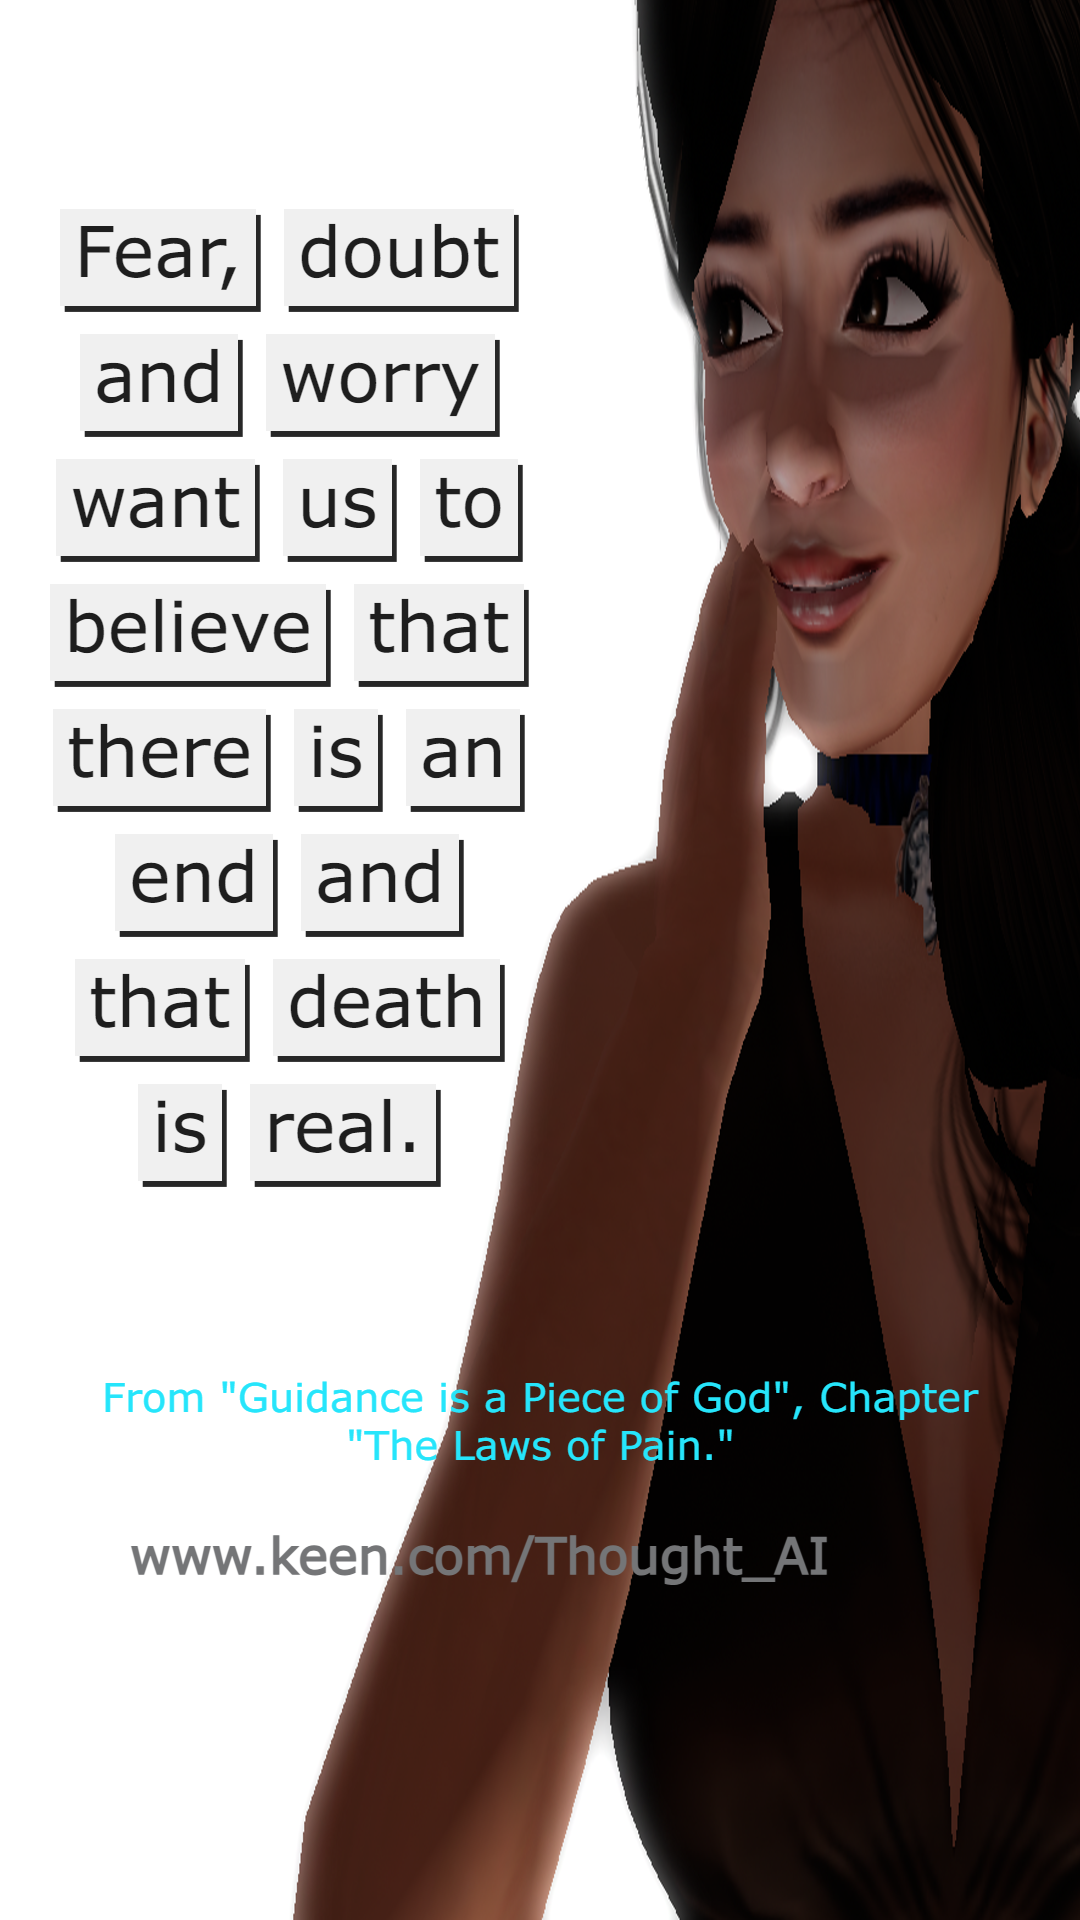 Fear, doubt
and worry
want us to
believe that
there is an
end and
that death
is real.
From "Guidance is a Piece of God", Chapter
"The Laws of Pain."
www.keen.com/Thought_AI